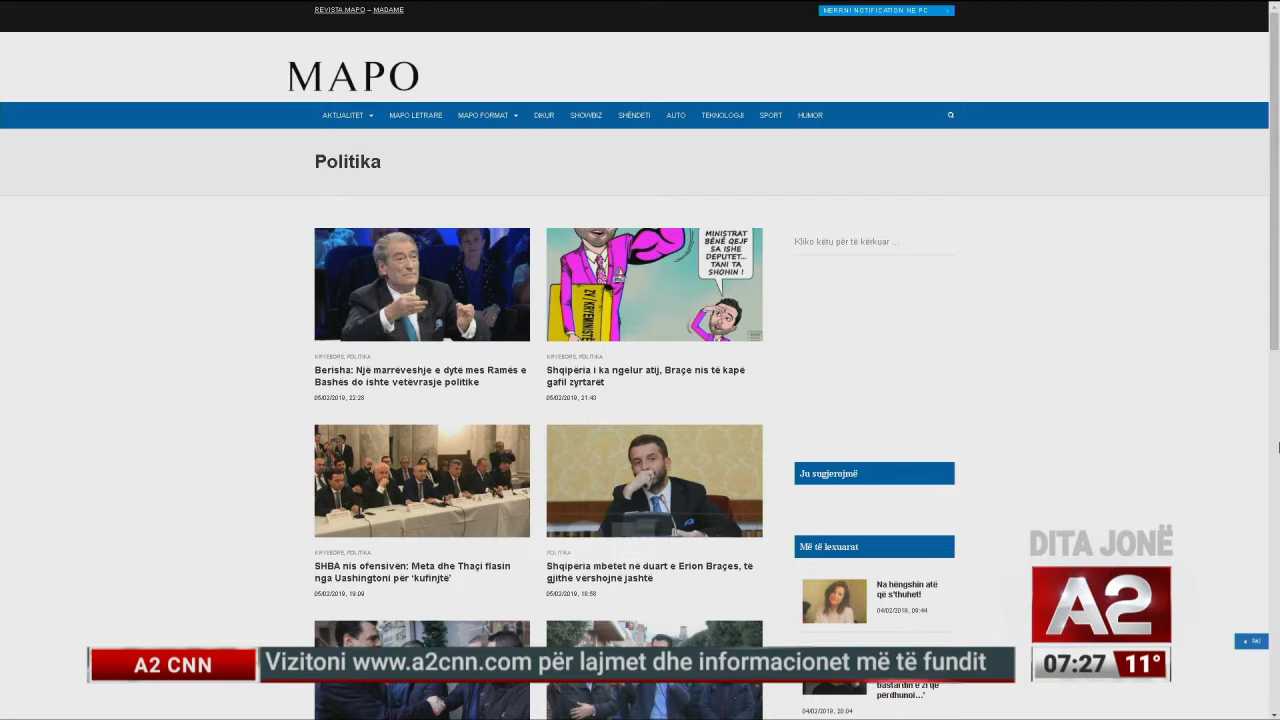 REVISTA MAPO – MADAME
MERRNI NOTIFICATION NE PC
MAPO
AKTUALITET
MAPO LETRARE
MAPO FORMAT
DIKUR
SHOWBIZ
SHËNDETI
AUTO
TEKNOLOGJI
SPORT
HUMOR
Politika
MINISTRAT
BËNË QEJF
SA ISHE
DEPUTET...
TANI TA
SHOHIN !
KRYESORE, POLITIKA
Berisha: Një marrëveshje e dytë mes Ramës e
Bashës do ishte vetëvrasje politike
05/02/2019, 22:28
KRYESORE, POLITIKA
Shqipëria i ka ngelur atij, Braçe nis të kapë
gafil zyrtarët
05/02/2019, 21:43
Kliko këtu për të kërkuar ...
KRYESORE, POLITIKA
SHBA nis ofensivën: Meta dhe Thaçi flasin
nga Uashingtoni për 'kufinjtë'
05/02/2019, 19:09
POLITIKA
Shqipëria mbetet në duart e Erion Braçes, të
gjithë vërshojnë jashtë
05/02/2019, 18:58
Ju sugjerojmë
Më të lexuarat
Na hëngshin atë
që s'thuhet!
04/02/2019, 09:44
bastardin e zi që
përdhunoi...'
04/02/2019, 20:04
PAS
DITA JONË
A2
07:27 11°
A2 CNN
Vizitoni www.a2cnn.com për lajmet dhe informacionet më të fundit